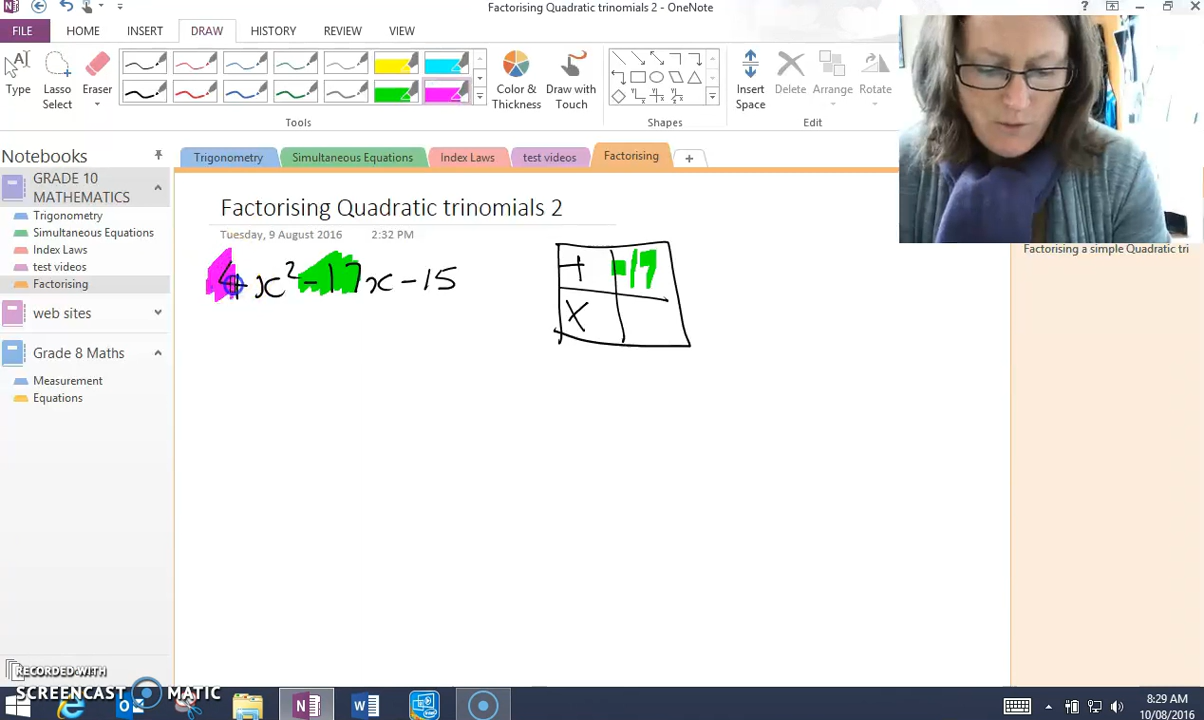 Factorising Quadratic trinomials 2 - OneNote
?
FILE HOME INSERT DRAW HISTORY REVIEW VIEW
Type
Lasso Select
Eraser
Color & Thickness
Draw with Touch
Insert Space
Delete
Arrange
Rotate
Tools
Shapes
Edit
Notebooks
GRADE 10 MATHEMATICS
Trigonometry
Simultaneous Equations
Index Laws
test videos
Factorising
web sites
Grade 8 Maths
Measurement
Equations
Trigonometry Simultaneous Equations Index Laws test videos Factorising +
Factorising Quadratic trinomials 2
Tuesday, 9 August 2016 2:32 PM
4x² - 17x - 15
+ -17
x
Factorising a simple Quadratic tri
RECORDED WITH
SCREENCAST MATIC
8:29 AM
10/08/2016